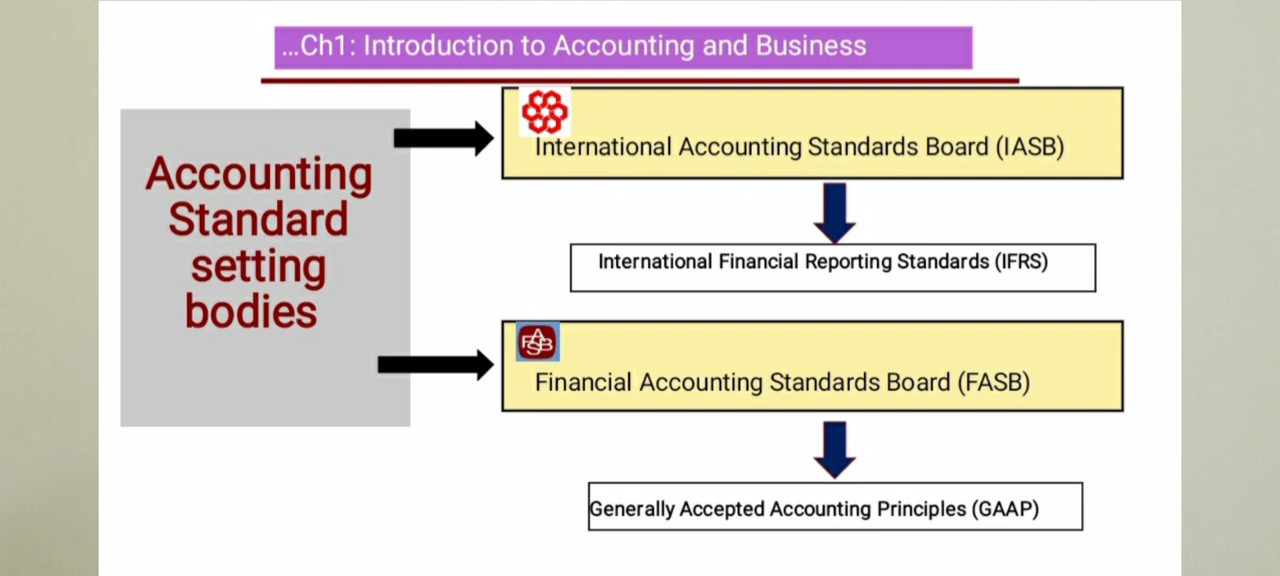 ...Ch1: Introduction to Accounting and Business
Accounting
Standard
setting
bodies
International Accounting Standards Board (IASB)
International Financial Reporting Standards (IFRS)
FASB
Financial Accounting Standards Board (FASB)
Generally Accepted Accounting Principles (GAAP)